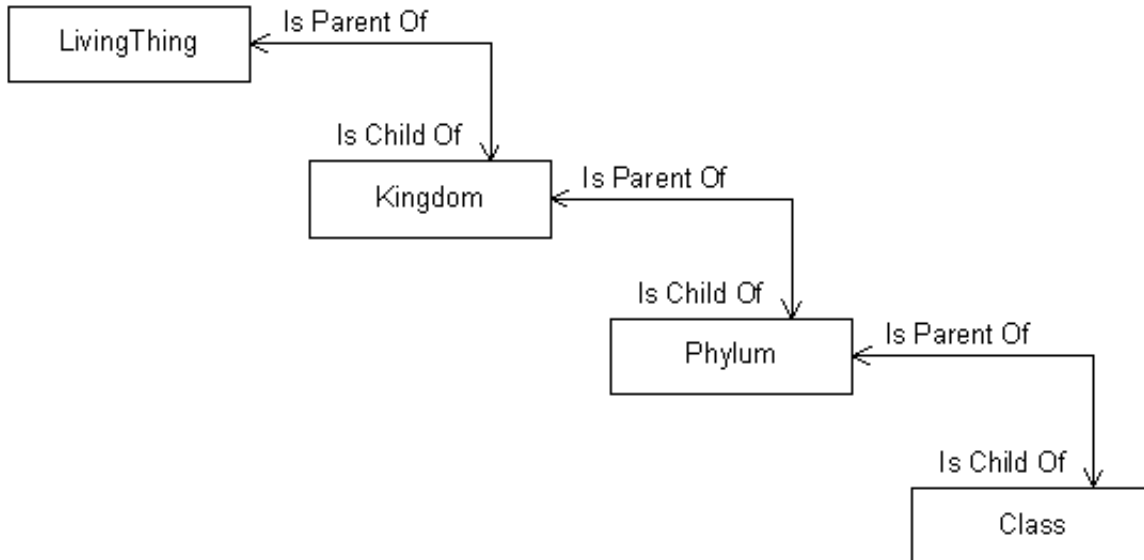 Is Parent Of
LivingThing
Is Child Of
Is Parent Of
Kingdom
Is Child Of
Is Parent Of
Phylum
Is Child Of
Class